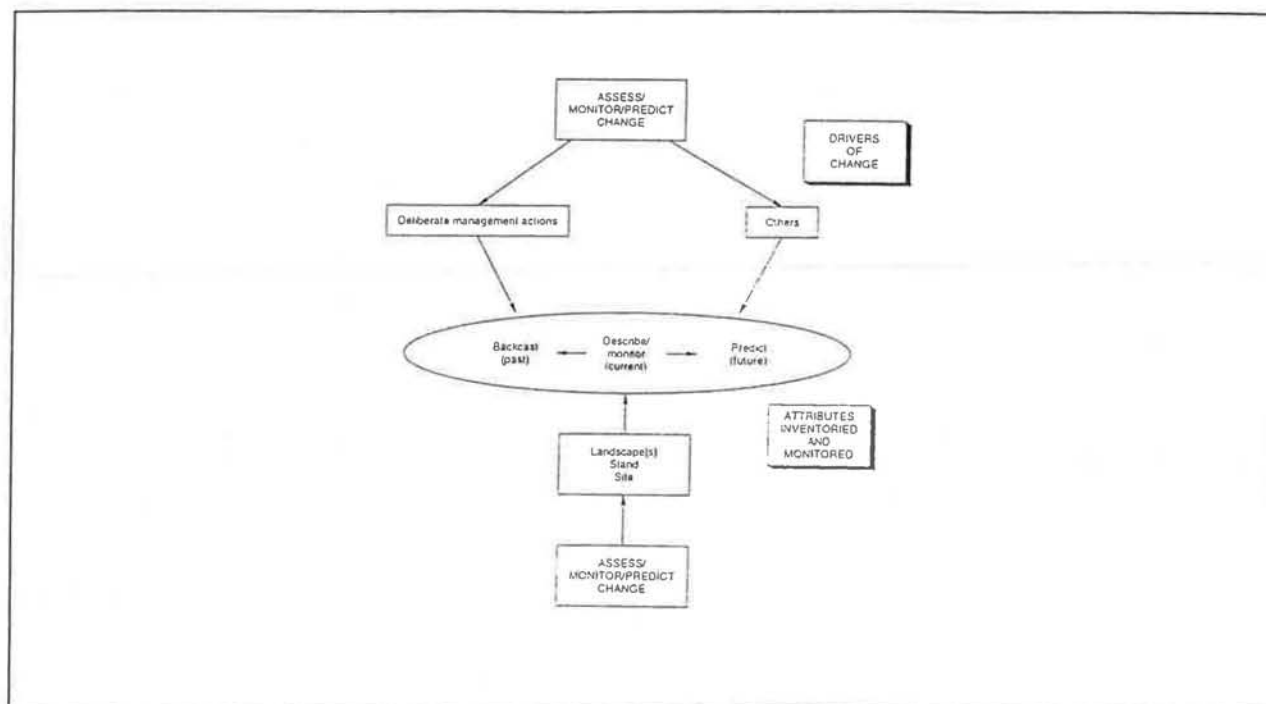 ASSESS/
MONITOR/PREDICT
CHANGE
DRIVERS
OF
CHANGE
Deliberate management actions
Others
Backcast
(past)
Describe/
monitor
(current)
Predict
(future)
ATTRIBUTES
INVENTORIED
AND
MONITORED
Landscape(s)
Stand
Site
ASSESS/
MONITOR/PREDICT
CHANGE